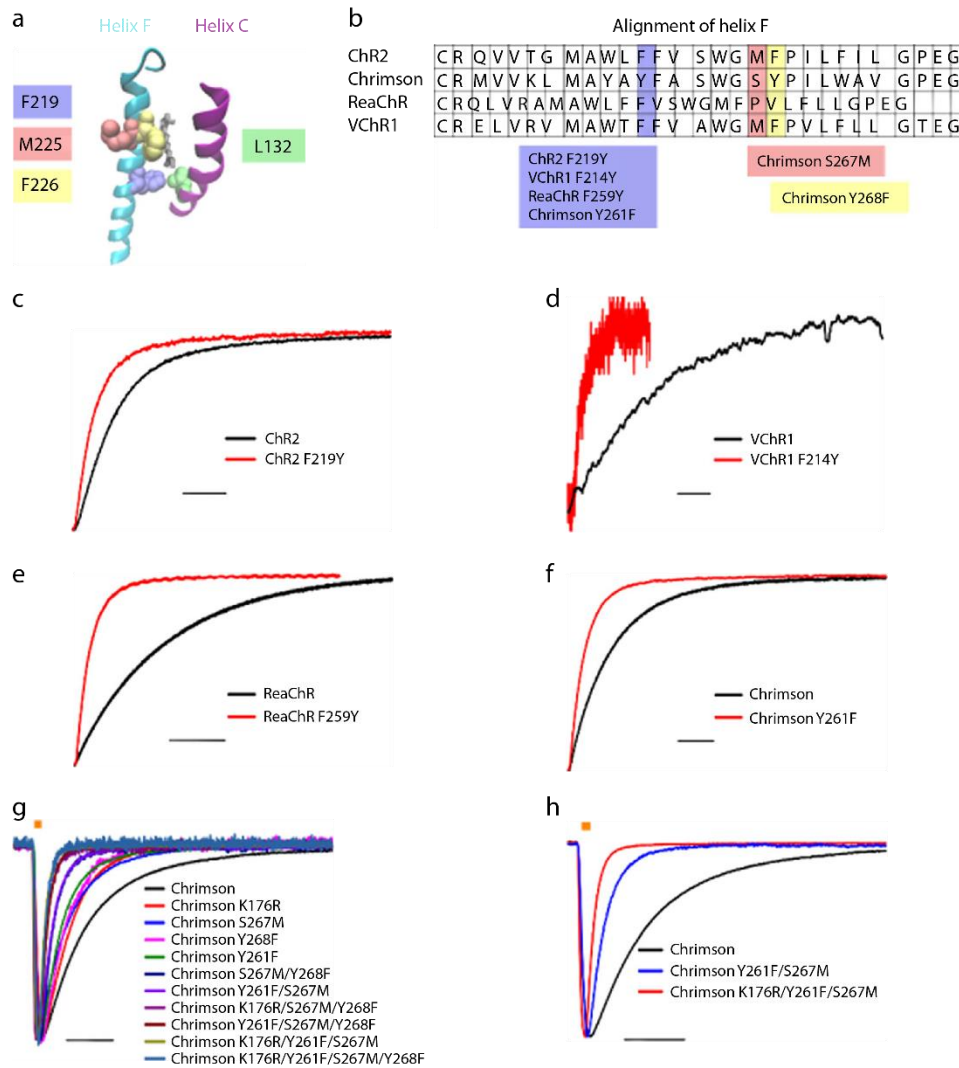 a
Helix F
Helix C
F219
M225
F226
L132
b
Alignment of helix F
ChR2 C R Q V V T G M A W L F F V S W G M F P I L F I L G P E G
Chrimson C R M V V K L M A Y A Y F A S W G S Y P I L W A V G P E G
ReaChR C R Q L V R A M A W L F F V S W G M F P V L F L L G P E G
VChR1 C R E L V R V M A W T F F V A W G M F P V L F L L G T E G
ChR2 F219Y
VChR1 F214Y
ReaChR F259Y
Chrimson Y261F
Chrimson S267M
Chrimson Y268F
c
ChR2
ChR2 F219Y
d
VChR1
VChR1 F214Y
e
ReaChR
ReaChR F259Y
f
Chrimson
Chrimson Y261F
g
Chrimson
Chrimson K176R
Chrimson S267M
Chrimson Y268F
Chrimson Y261F
Chrimson S267M/Y268F
Chrimson Y261F/S267M
Chrimson K176R/S267M/Y268F
Chrimson Y261F/S267M/Y268F
Chrimson K176R/Y261F/S267M
Chrimson K176R/Y261F/S267M/Y268F
h
Chrimson
Chrimson Y261F/S267M
Chrimson K176R/Y261F/S267M